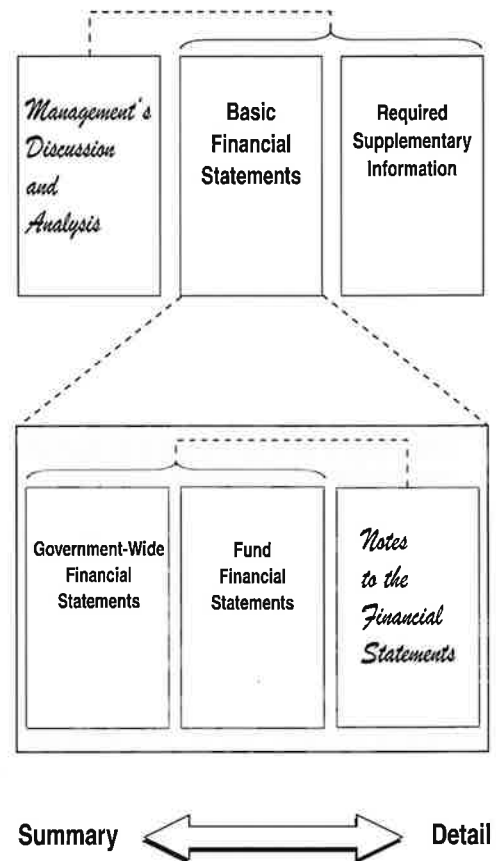 Management's
Discussion
and
Analysis
Basic
Financial
Statements
Required
Supplementary
Information
Government-Wide
Financial
Statements
Fund
Financial
Statements
Notes
to the
Financial
Statements
Summary
Detail